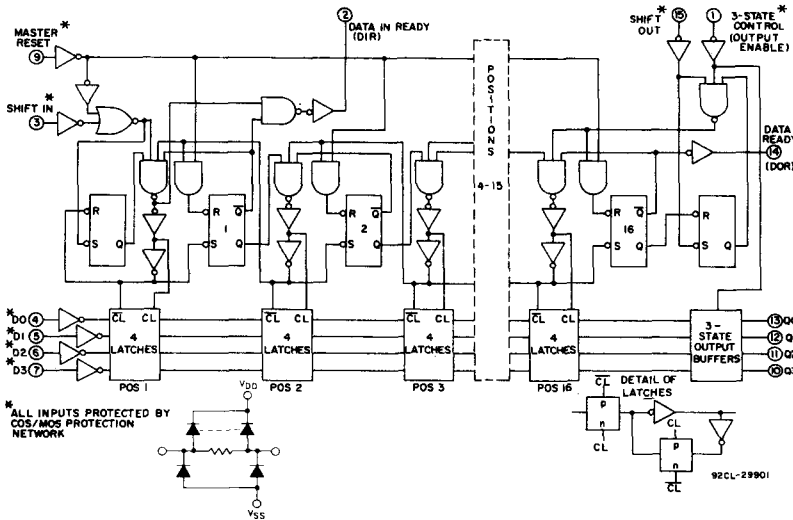 *
MASTER
RESET
9
SHIFT IN
*
3
2
DATA IN READY
(DIR)
POSITIONS
4-15
*
SHIFT
OUT
15
1
3-STATE
CONTROL
(OUTPUT
ENABLE)
*
DATA
READY
14
(DOR)
R
S
Q
R
S
Q̅
Q
1
R
S
Q̅
Q
2
R
S
Q̅
Q
16
R
S
Q
*D0 4
*D1 5
*D2 6
*D3 7
C̅L̅ CL
4
LATCHES
POS 1
C̅L̅ CL
4
LATCHES
POS 2
C̅L̅ CL
4
LATCHES
POS 3
C̅L̅ CL
4
LATCHES
POS 16
3-
STATE
OUTPUT
BUFFERS
13
12
11
10
*ALL INPUTS PROTECTED BY
COS/MOS PROTECTION
NETWORK
VDD
VSS
DETAIL OF
LATCHES
C̅L̅
p
n
CL
CL
p
n
C̅L̅
92CL-29901